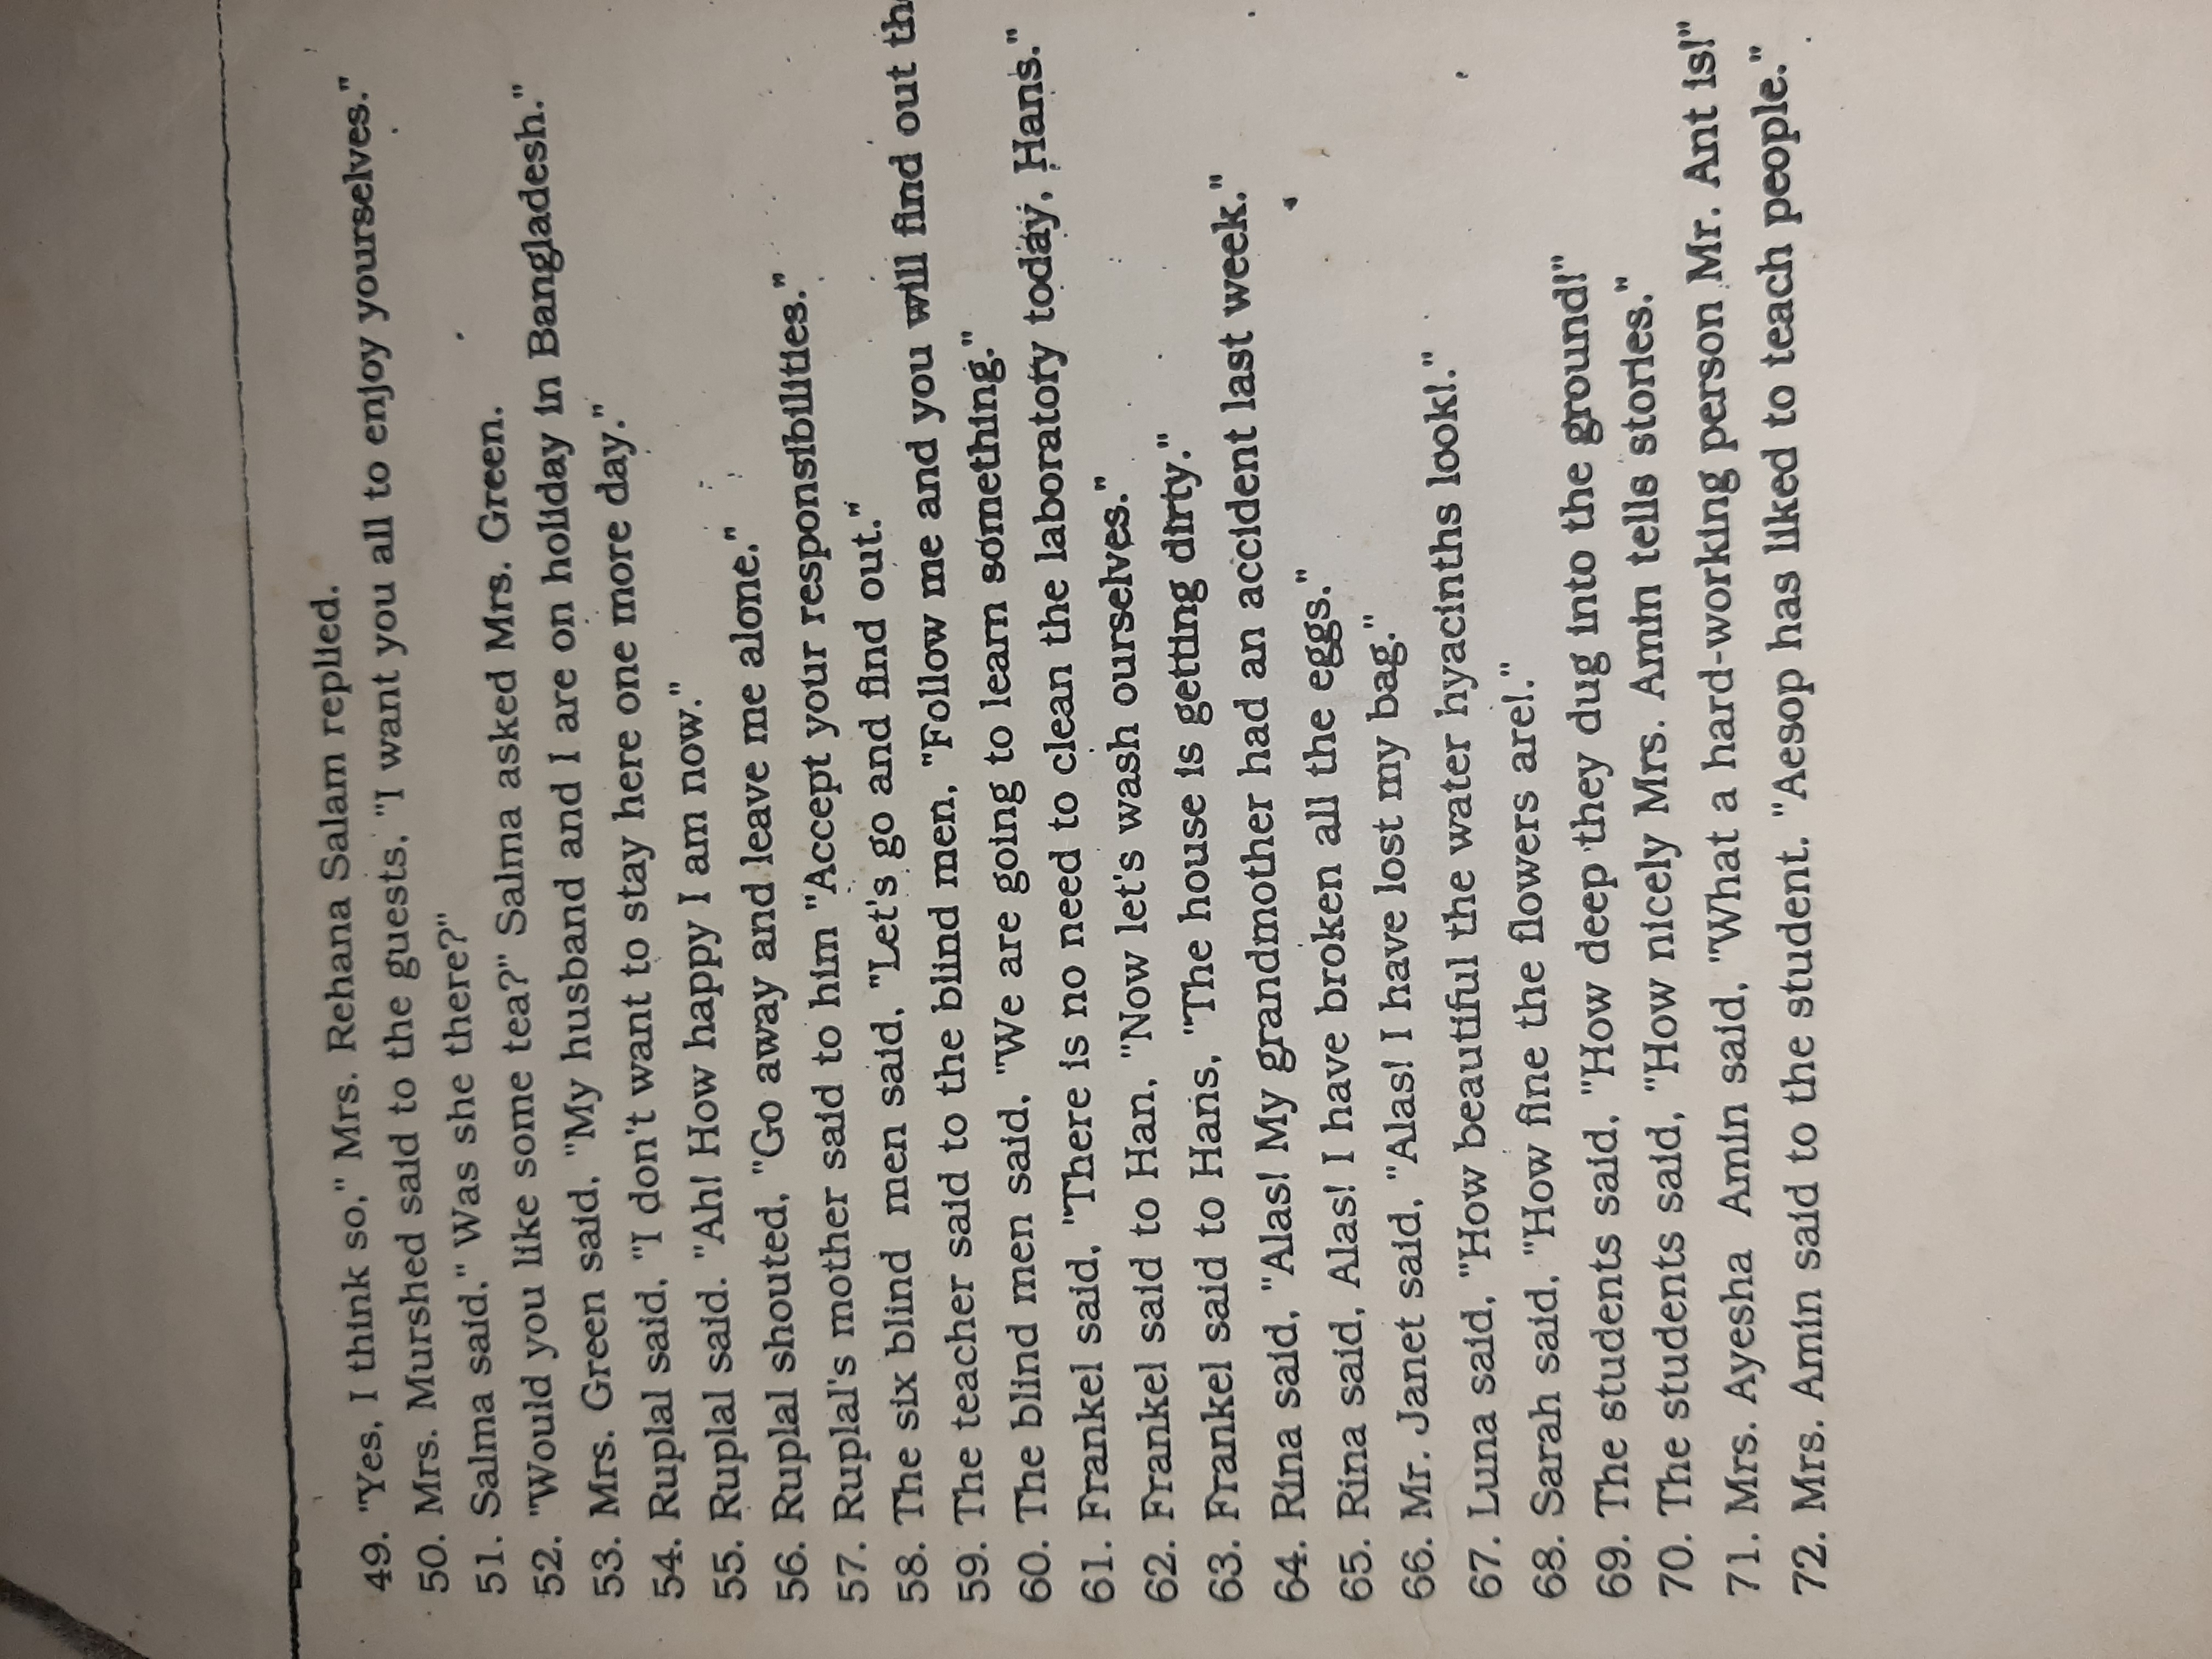 49. "Yes, I think so," Mrs. Rehana Salam replied.
50. Mrs. Murshed said to the guests, "I want you all to enjoy yourselves."
51. Salma said," Was she there?"
52. "Would you like some tea?" Salma asked Mrs. Green.
53. Mrs. Green said, "My husband and I are on holiday in Bangladesh."
54. Ruplal said, "I don't want to stay here one more day."
55. Ruplal said. "Ah! How happy I am now."
56. Ruplal shouted, "Go away and leave me alone."
57. Ruplal's mother said to him "Accept your responsibilities."
58. The six blind men said, "Let's go and find out."
59. The teacher said to the blind men, "Follow me and you will find out
60. The blind men said, "We are going to learn something."
61. Frankel said, "There is no need to clean the laboratory today, Hans."
62. Frankel said to Han, "Now let's wash ourselves."
63. Frankel said to Hans, "The house is getting dirty."
64. Rina said, "Alas! My grandmother had an accident last week."
65. Rina said, Alas! I have broken all the eggs."
66. Mr. Janet said, "Alas! I have lost my bag."
67. Luna said, "How beautiful the water hyacinths look!."
68. Sarah said, "How fine the flowers are!."
69. The students said, "How deep they dug into the ground!"
70. The students said, "How nicely Mrs. Amin tells stories."
71. Mrs. Ayesha Amin said, "What a hard-working person Mr. Ant is!"
72. Mrs. Amin said to the student. "Aesop has liked to teach people."